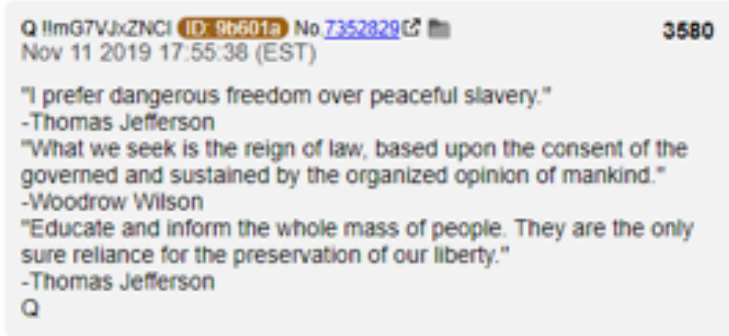 Q !!mG7VJxZNCI ID: 9b601a No.7352829 3580
Nov 11 2019 17:55:38 (EST)
"I prefer dangerous freedom over peaceful slavery."
-Thomas Jefferson
"What we seek is the reign of law, based upon the consent of the
governed and sustained by the organized opinion of mankind."
-Woodrow Wilson
"Educate and inform the whole mass of people. They are the only
sure reliance for the preservation of our liberty."
-Thomas Jefferson
Q